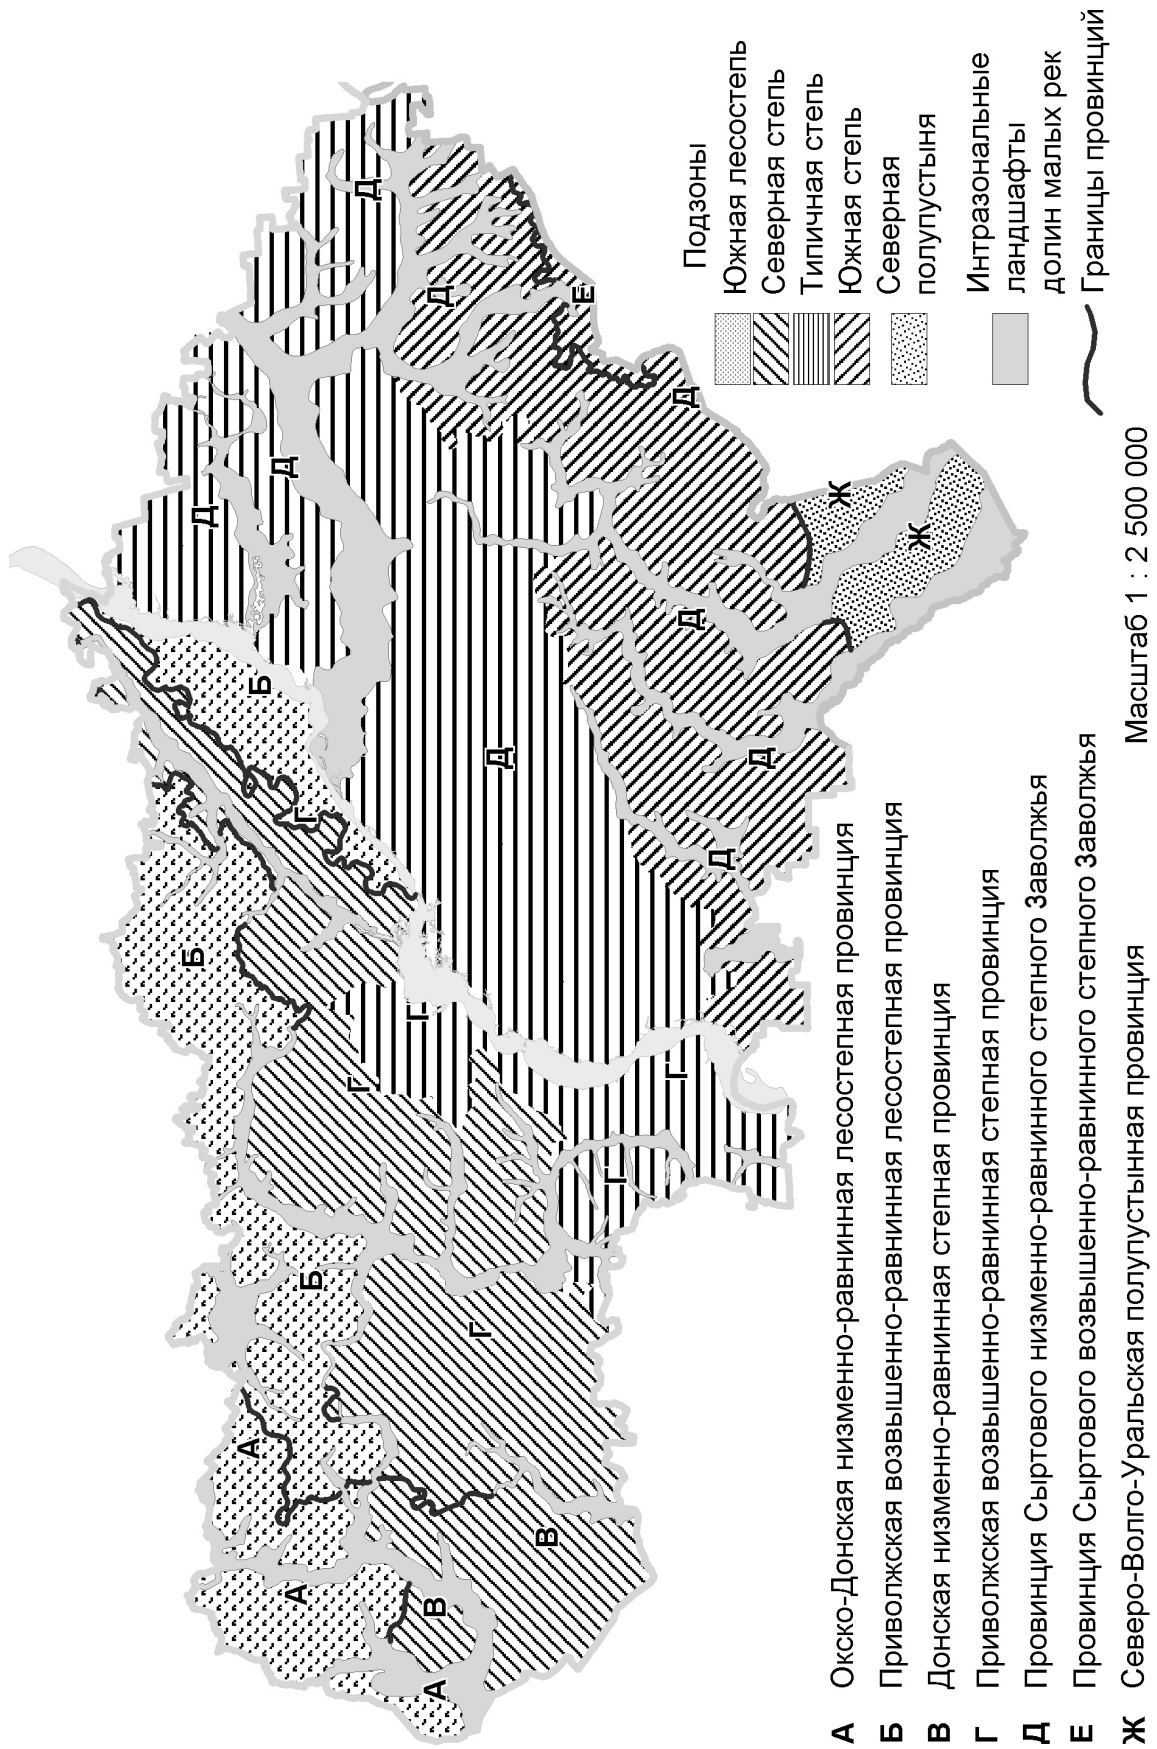 Д
Д
Д
Д
Б
Д
Е
Г
Б
Д
Д
Ж
Ж
Д
Д
Г
Д
Г
Б
Г
Г
Г
А
А
В
В
А
Подзоны
Южная лесостепь
Северная степь
Типичная степь
Южная степь
Северная
полупустыня
Интразональные
ландшафты
долин малых рек
Границы провинций
А Окско-Донская низменно-равнинная лесостепная провинция
Б Приволжская возвышенно-равнинная лесостепная провинция
В Донская низменно-равнинная степная провинция
Г Приволжская возвышенно-равнинная степная провинция
Д Провинция Сыртового низменно-равнинного степного Заволжья
Е Провинция Сыртового возвышенно-равнинного степного Заволжья
Ж Северо-Волго-Уральская полупустынная провинция
Масштаб 1 : 2 500 000